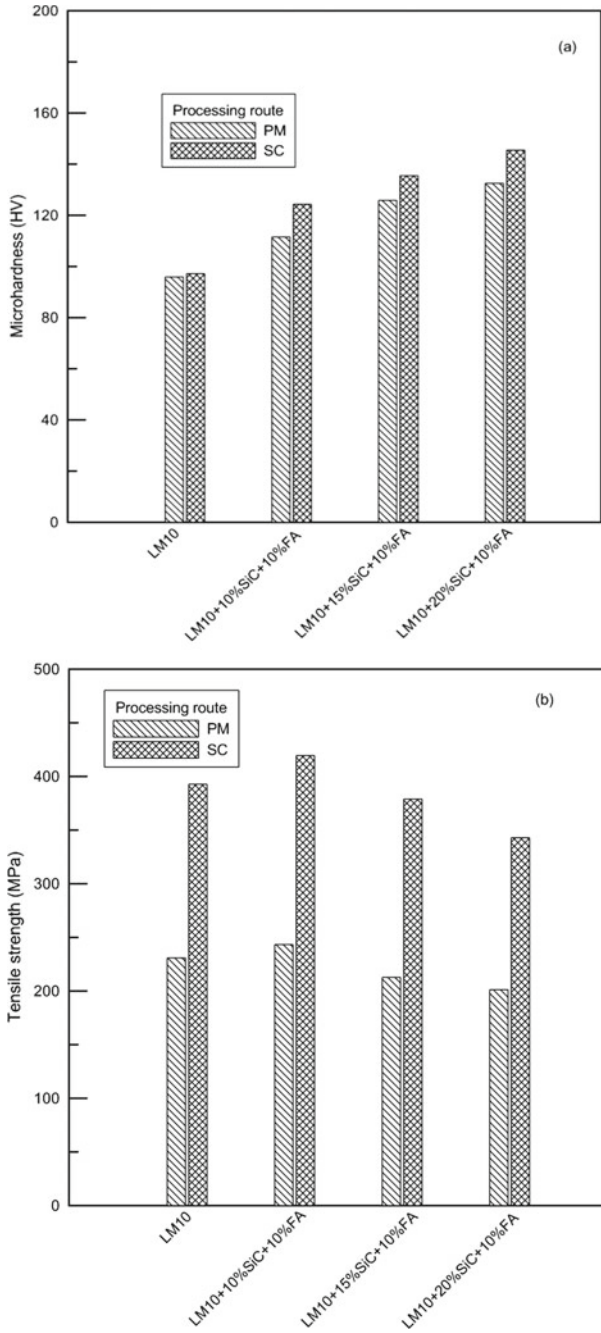 200
(a)
Processing route
PM
SC
160
120
80
40
0
Microhardness (HV)
LM10
LM10+10%SiC+10%FA
LM10+15%SiC+10%FA
LM10+20%SiC+10%FA
500
(b)
Processing route
PM
SC
400
300
200
100
0
Tensile strength (MPa)
LM10
LM10+10%SiC+10%FA
LM10+15%SiC+10%FA
LM10+20%SiC+10%FA